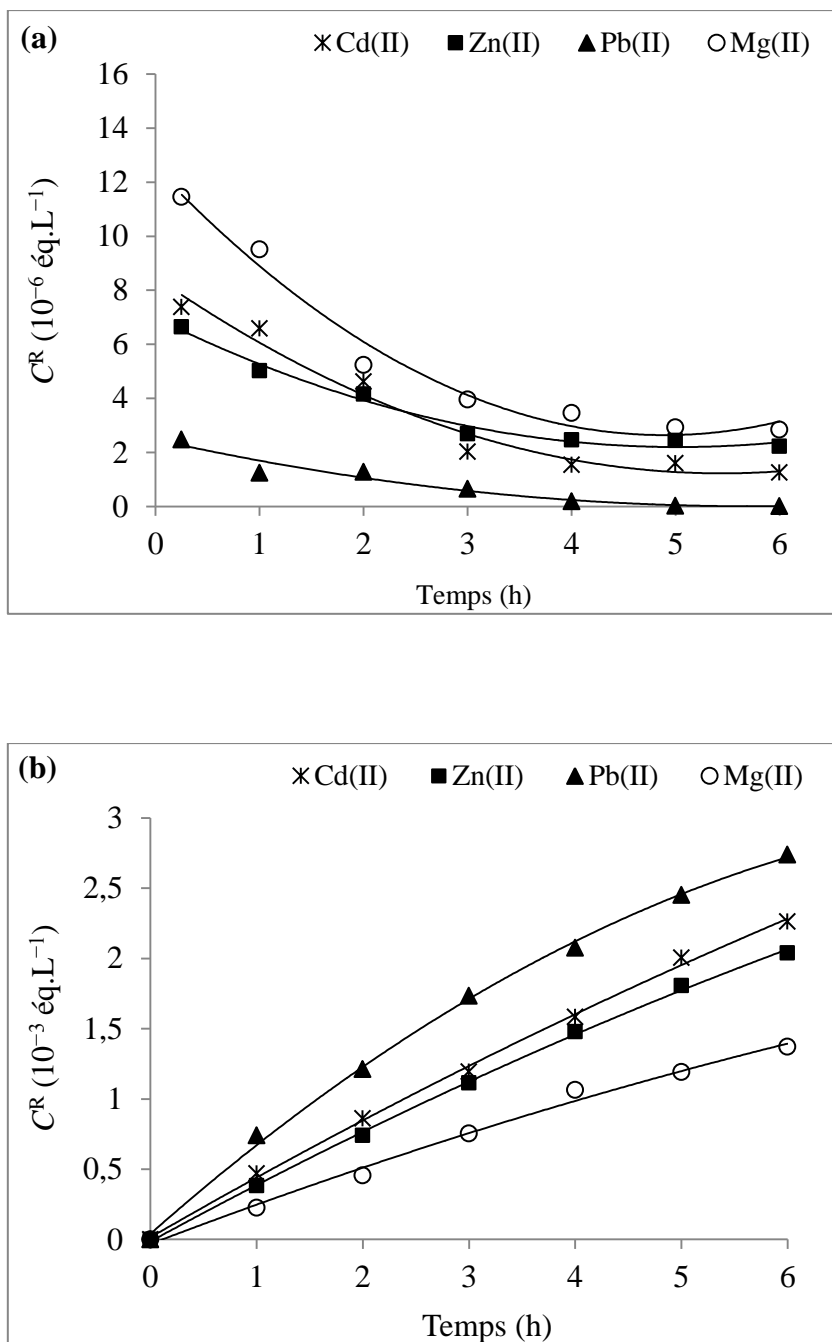 (a)
Cd(II) Zn(II) Pb(II) Mg(II)
16
14
12
10
8
6
4
2
0
0 1 2 3 4 5 6
Temps (h)
C^R (10⁻⁶ éq.L⁻¹)
(b)
Cd(II) Zn(II) Pb(II) Mg(II)
3
2,5
2
1,5
1
0,5
0
0 1 2 3 4 5 6
Temps (h)
C^R (10⁻³ éq.L⁻¹)